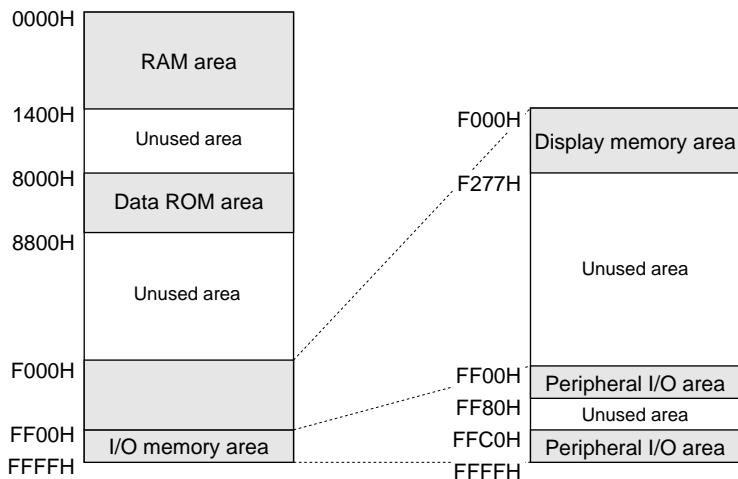 0000H
RAM area
1400H
Unused area
8000H
Data ROM area
8800H
Unused area
F000H
FF00H
I/O memory area
FFFFH
F000H
Display memory area
F277H
Unused area
FF00H
Peripheral I/O area
FF80H
Unused area
FFC0H
Peripheral I/O area
FFFFH